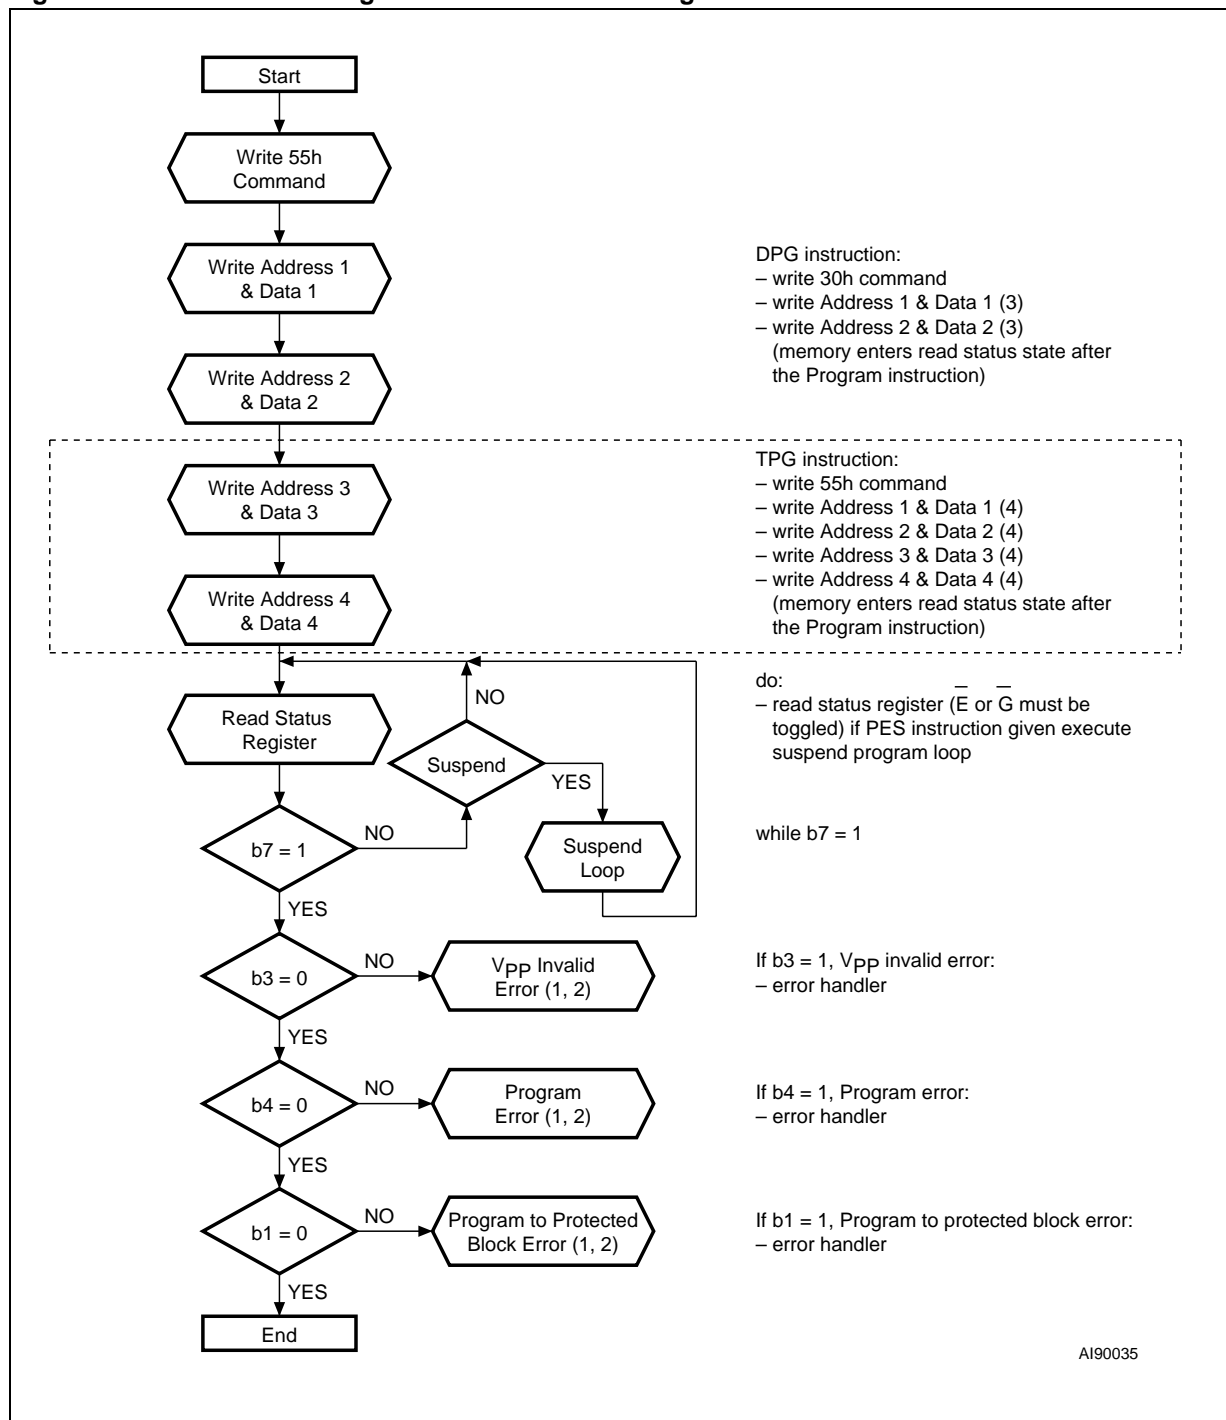 Start
Write 55h
Command
Write Address 1
& Data 1
Write Address 2
& Data 2
DPG instruction:
– write 30h command
– write Address 1 & Data 1 (3)
– write Address 2 & Data 2 (3)
(memory enters read status state after
the Program instruction)
Write Address 3
& Data 3
Write Address 4
& Data 4
TPG instruction:
– write 55h command
– write Address 1 & Data 1 (4)
– write Address 2 & Data 2 (4)
– write Address 3 & Data 3 (4)
– write Address 4 & Data 4 (4)
(memory enters read status state after
the Program instruction)
Read Status
Register
NO
Suspend
YES
do:
– read status register (E̅ or G̅ must be
toggled) if PES instruction given execute
suspend program loop
b7 = 1
NO
Suspend
Loop
while b7 = 1
YES
b3 = 0
NO
VPP Invalid
Error (1, 2)
If b3 = 1, VPP invalid error:
– error handler
YES
b4 = 0
NO
Program
Error (1, 2)
If b4 = 1, Program error:
– error handler
YES
b1 = 0
NO
Program to Protected
Block Error (1, 2)
If b1 = 1, Program to protected block error:
– error handler
YES
End
AI90035